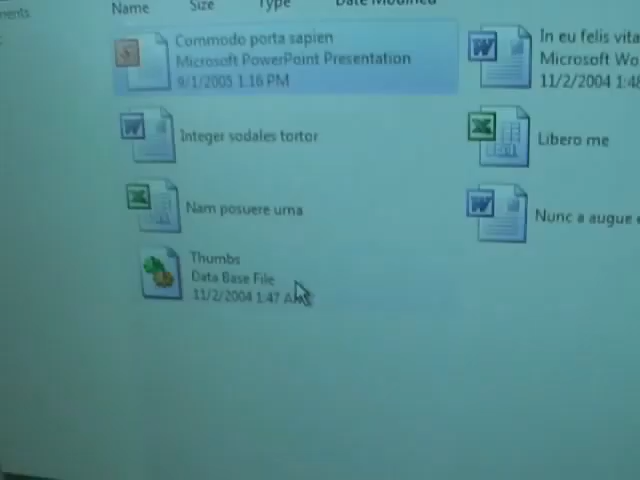 Name Size Type Date Modified
Commodo porta sapien
Microsoft PowerPoint Presentation
9/1/2005 1:16 PM
In eu felis vita
Microsoft Wo
11/2/2004 1:48
Integer sodales tortor
Libero me
Nam posuere urna
Nunc a augue
Thumbs
Data Base File
11/2/2004 1:47 A